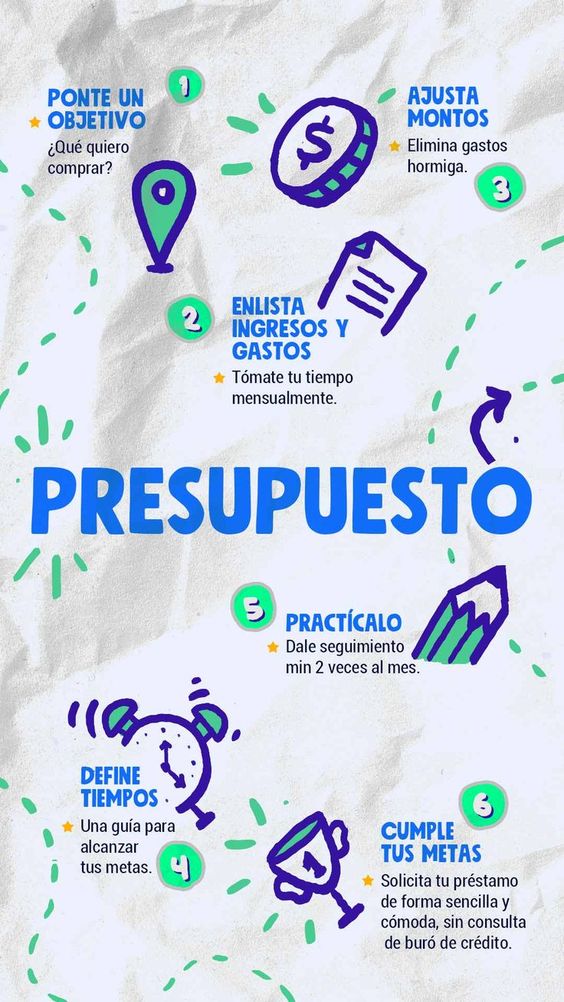 1
PONTE UN
OBJETIVO
¿Qué quiero
comprar?
AJUSTA
MONTOS
Elimina gastos
hormiga.
3
$
2
ENLISTA
INGRESOS Y
GASTOS
Tómate tu tiempo
mensualmente.
PRESUPUESTO
5
PRACTÍCALO
Dale seguimiento
min 2 veces al mes.
DEFINE
TIEMPOS
Una guía para
alcanzar
tus metas.
4
6
CUMPLE
TUS METAS
Solicita tu préstamo
de forma sencilla y
cómoda, sin consulta
de buró de crédito.
1